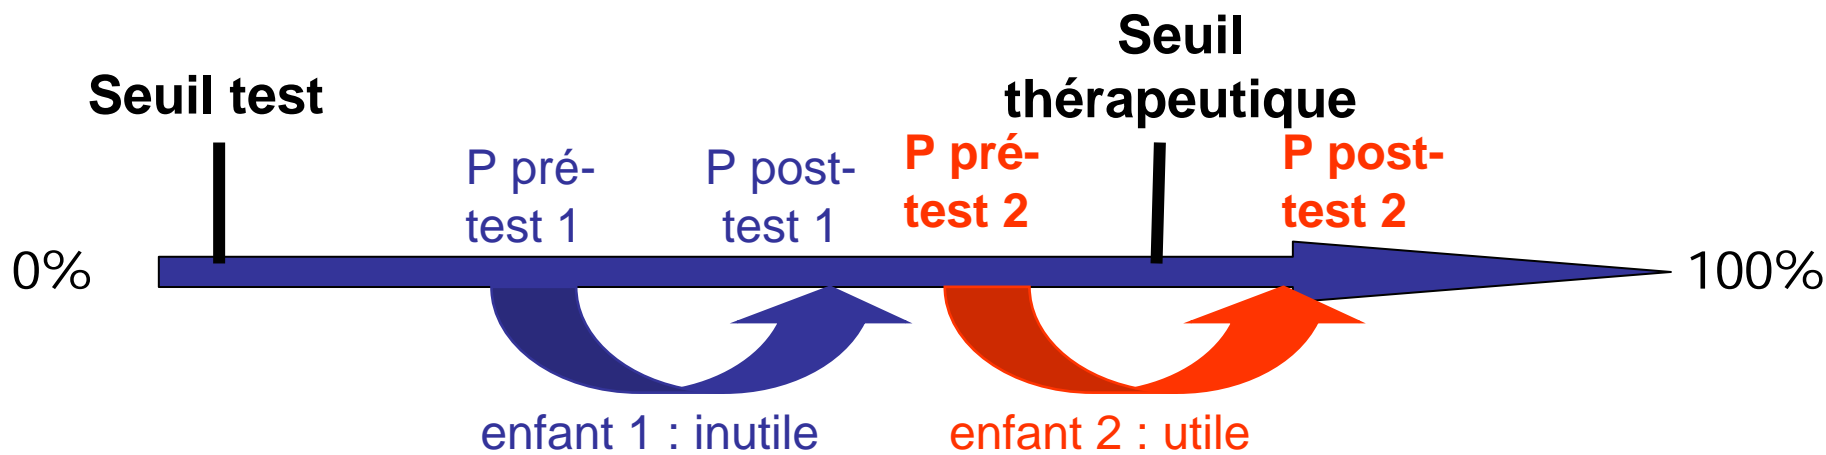 Seuil test
Seuil
thérapeutique
P pré-
test 1
P post-
test 1
P pré-
test 2
P post-
test 2
0%
100%
enfant 1 : inutile
enfant 2 : utile